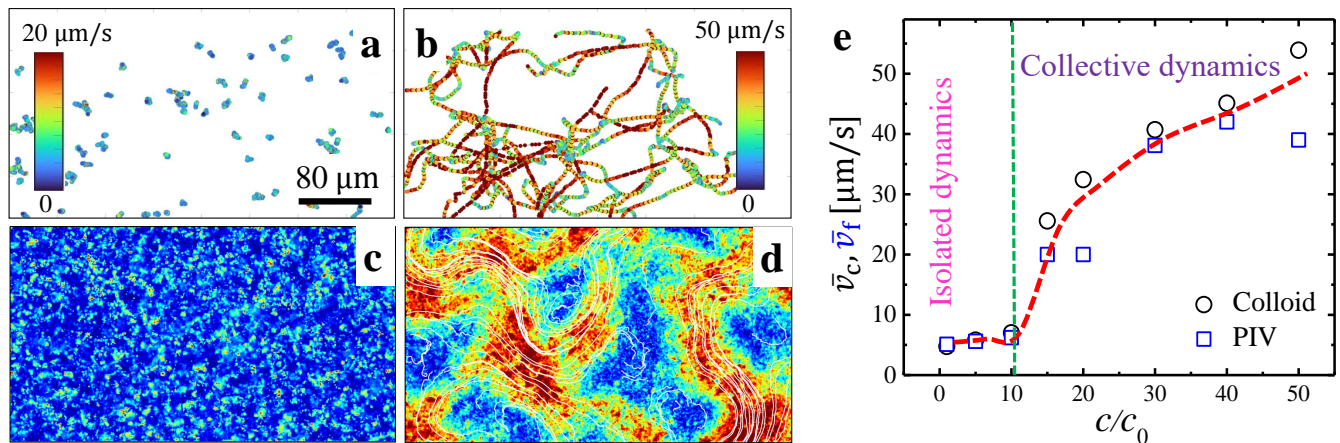 20 μm/s
0
a
80 μm
b
50 μm/s
0
c
d
e
Isolated dynamics
Collective dynamics
v̄c, v̄f [μm/s]
50
40
30
20
10
0
Colloid
PIV
0 10 20 30 40 50
c/c0